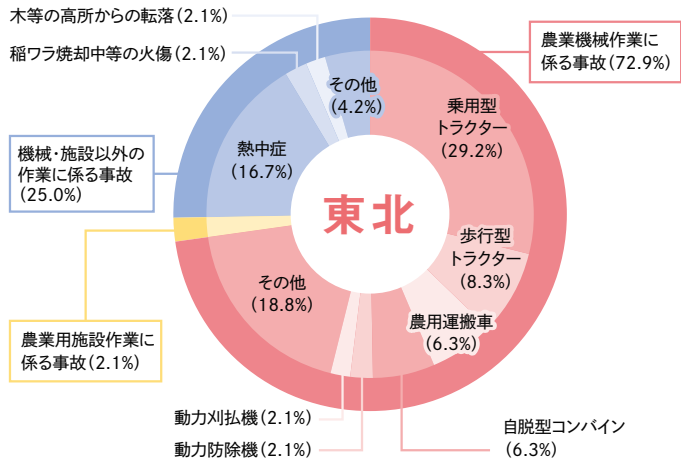 木等の高所からの転落(2.1%)
稲ワラ焼却中等の火傷(2.1%)
農業機械作業に
係る事故(72.9%)
その他
(4.2%)
乗用型
トラクター
(29.2%)
機械・施設以外の
作業に係る事故
(25.0%)
熱中症
(16.7%)
東北
歩行型
トラクター
(8.3%)
その他
(18.8%)
農用運搬車
(6.3%)
農業用施設作業に
係る事故(2.1%)
動力刈払機(2.1%)
動力防除機(2.1%)
自脱型コンバイン
(6.3%)